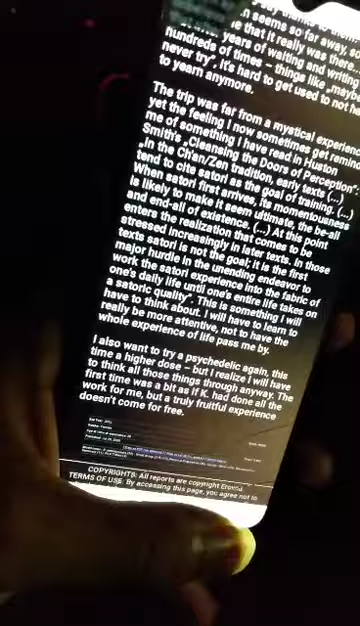 n seems so far away, so
e that it really was there,
years of waiting and writing
hundreds of times – things like „maybe
never try”, it's hard to get used to not h
to yearn anymore.
The trip was far from a mystical experienc
yet the feeling I now sometimes get remin
me of something I have read in Huston
Smith's „Cleansing the Doors of Perception”:
„In the Ch'an/Zen tradition, early texts (...)
tend to cite satori as the goal of training. (...)
When satori first arrives, its momentousness
is likely to make it seem ultimate, the be-all
and end-all of existence. (...) At this point
enters the realization that comes to be
stressed increasingly in later texts. In those
texts satori is not the goal; it is the first
major hurdle in the unending endeavor to
work the satori experience into the fabric of
one's daily life until one's entire life takes on
a satoric quality”. This is something I will
have to think about. I will have to learn to
really be more attentive, not to have the
whole experience of life pass me by.
I also want to try a psychedelic again, this
time a higher dose – but I realize I will have
to think all those things through anyway. The
first time was a bit as if K. had done all the
work for me, but a truly fruitful experience
doesn't come for free.
COPYRIGHTS: All reports are copyright Erowid.
TERMS OF USE: By accessing this page, you agree not to